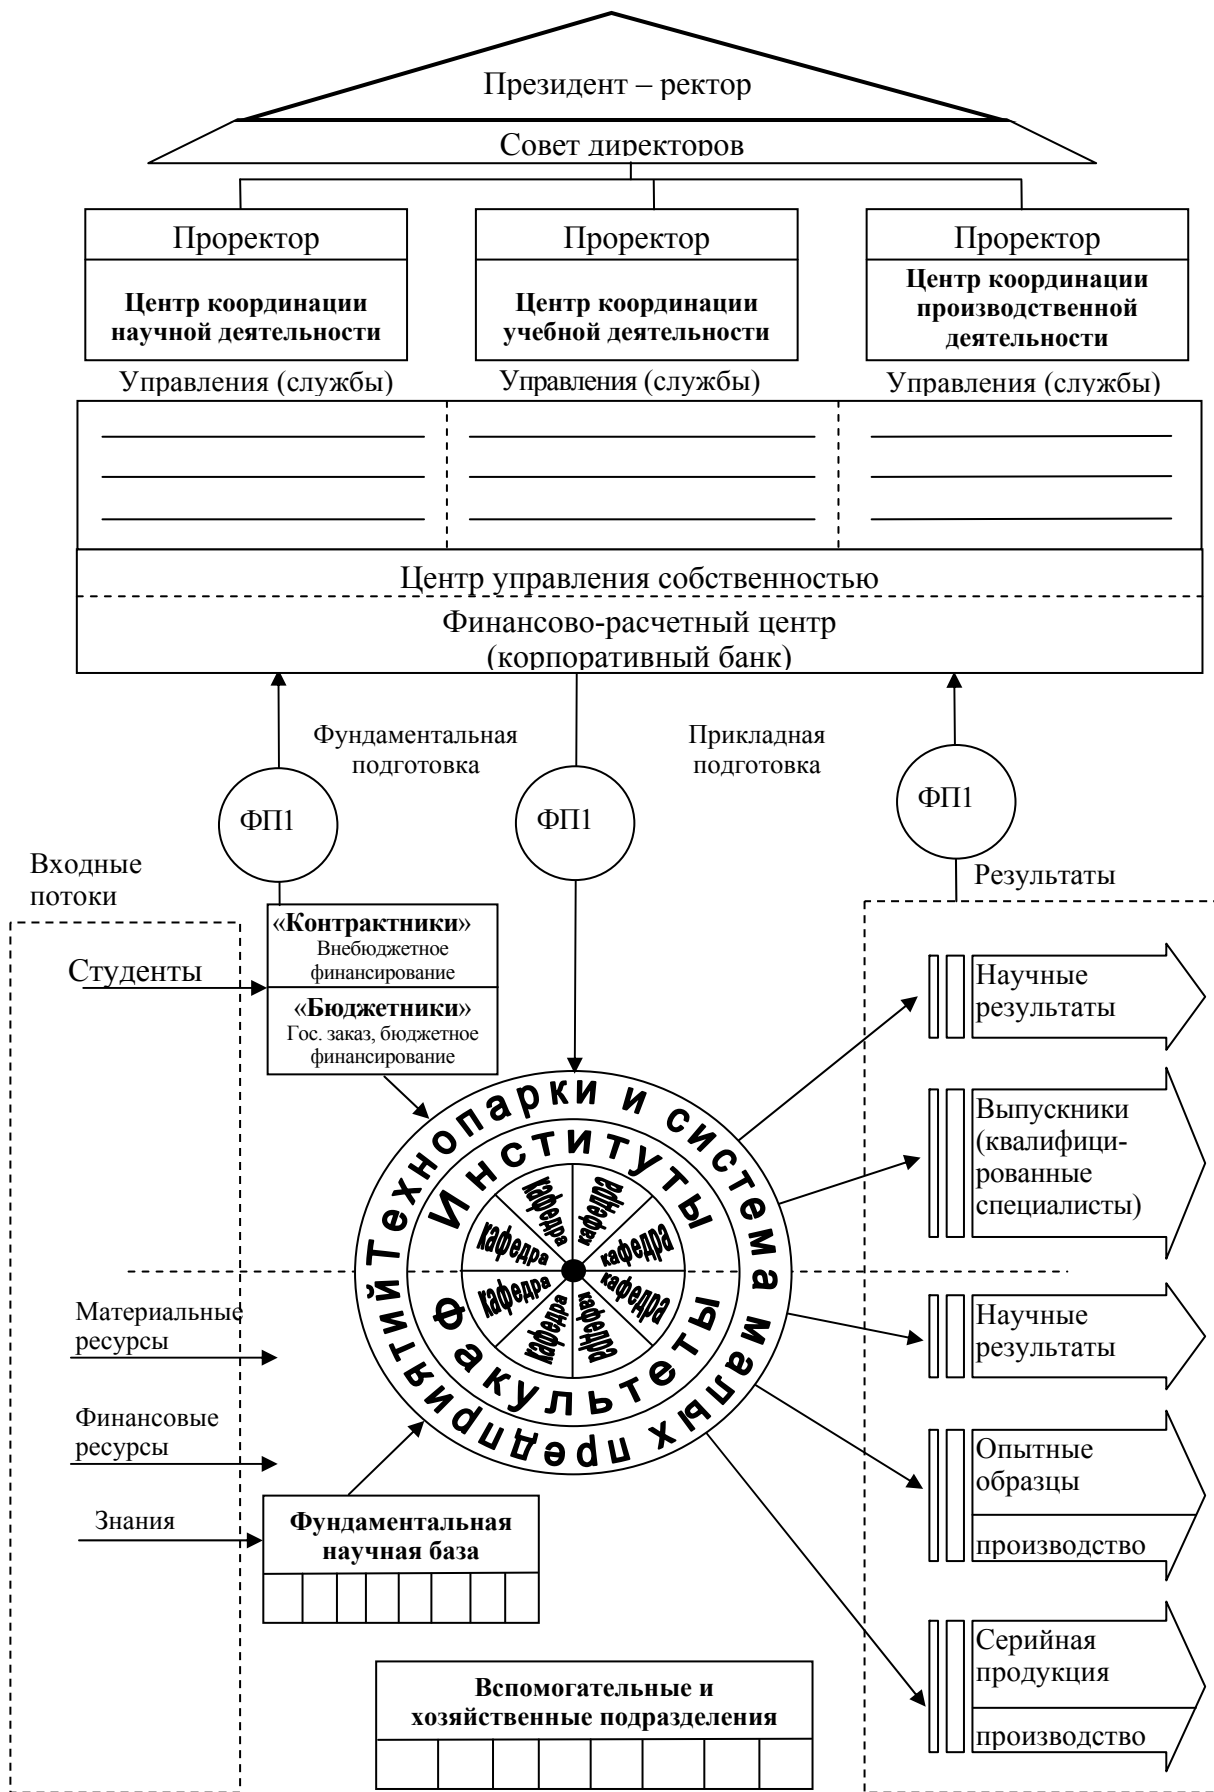 Президент – ректор
Совет директоров
Проректор
Центр координации
научной деятельности
Проректор
Центр координации
учебной деятельности
Проректор
Центр координации
производственной
деятельности
Управления (службы)
Управления (службы)
Управления (службы)
Центр управления собственностью
Финансово-расчетный центр
(корпоративный банк)
Фундаментальная
подготовка
Прикладная
подготовка
ФП1
ФП1
ФП1
Входные
потоки
Результаты
Студенты
«Контрактники»
Внебюджетное
финансирование
«Бюджетники»
Гос. заказ, бюджетное
финансирование
Технопарки и система малых предприятий
Институты
Факультеты
кафедра
кафедра
кафедра
кафедра
кафедра
кафедра
кафедра
кафедра
Материальные
ресурсы
Финансовые
ресурсы
Знания
Фундаментальная
научная база
Вспомогательные и
хозяйственные подразделения
Научные
результаты
Выпускники
(квалифици-
рованные
специалисты)
Научные
результаты
Опытные
образцы
производство
Серийная
продукция
производство